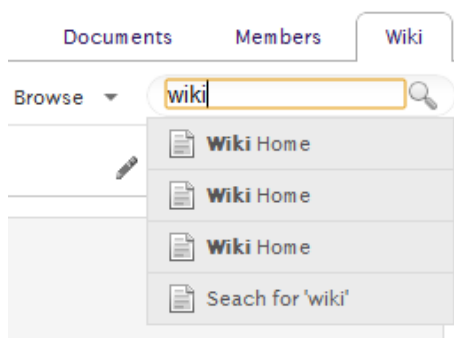 Documents Members Wiki
Browse wiki
Wiki Home
Wiki Home
Wiki Home
Seach for 'wiki'